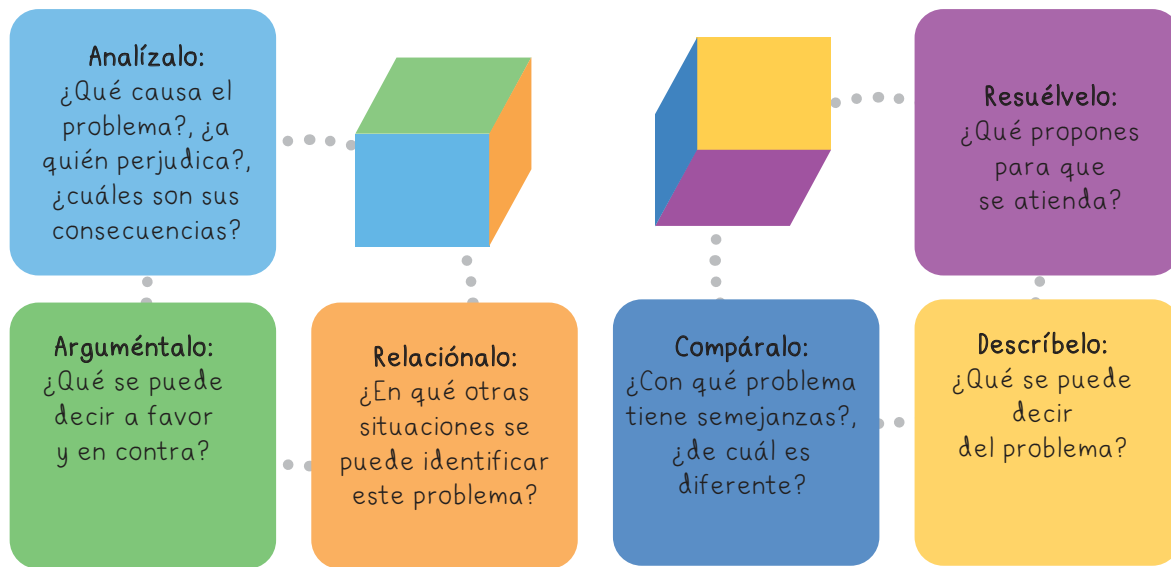 Analízalo:
¿Qué causa el
problema?, ¿a
quién perjudica?,
¿cuáles son sus
consecuencias?
Resuélvelo:
¿Qué propones
para que
se atienda?
Arguméntalo:
¿Qué se puede
decir a favor
y en contra?
Relaciónalo:
¿En qué otras
situaciones se
puede identificar
este problema?
Compáralo:
¿Con qué problema
tiene semejanzas?,
¿de cuál es
diferente?
Descríbelo:
¿Qué se puede
decir
del problema?